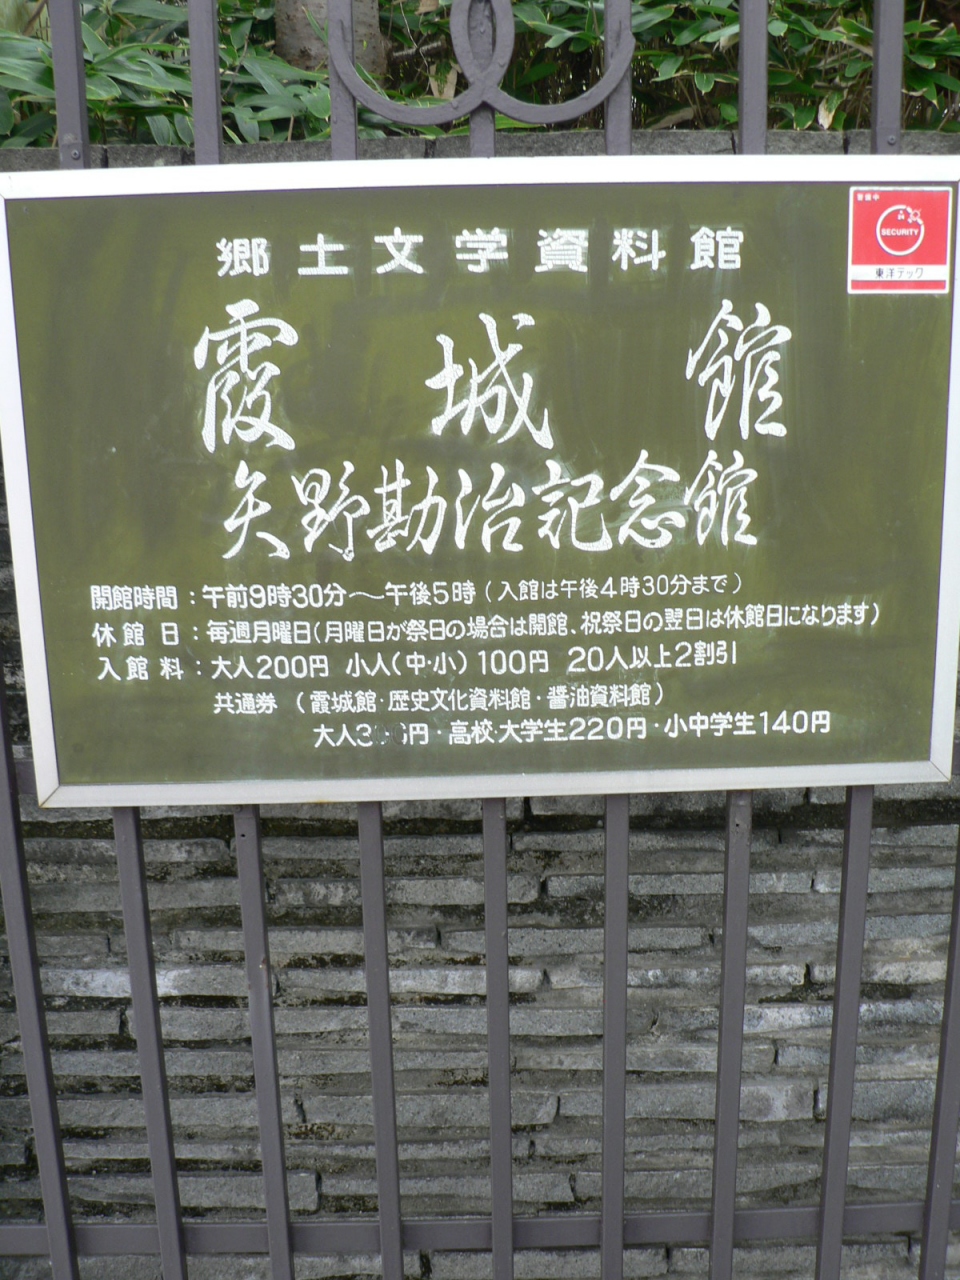 郷土文学資料館
警備中
SECURITY
東洋テック
霞城館
矢野勘治記念館
開館時間：午前9時30分〜午後5時（入館は午後4時30分まで）
休館日：毎週月曜日（月曜日が祭日の場合は開館、祝祭日の翌日は休館日になります）
入館料：大人200円 小人（中・小）100円 20人以上2割引
共通券（霞城館・歴史文化資料館・醤油資料館）
大人3 円・高校・大学生220円・小中学生140円